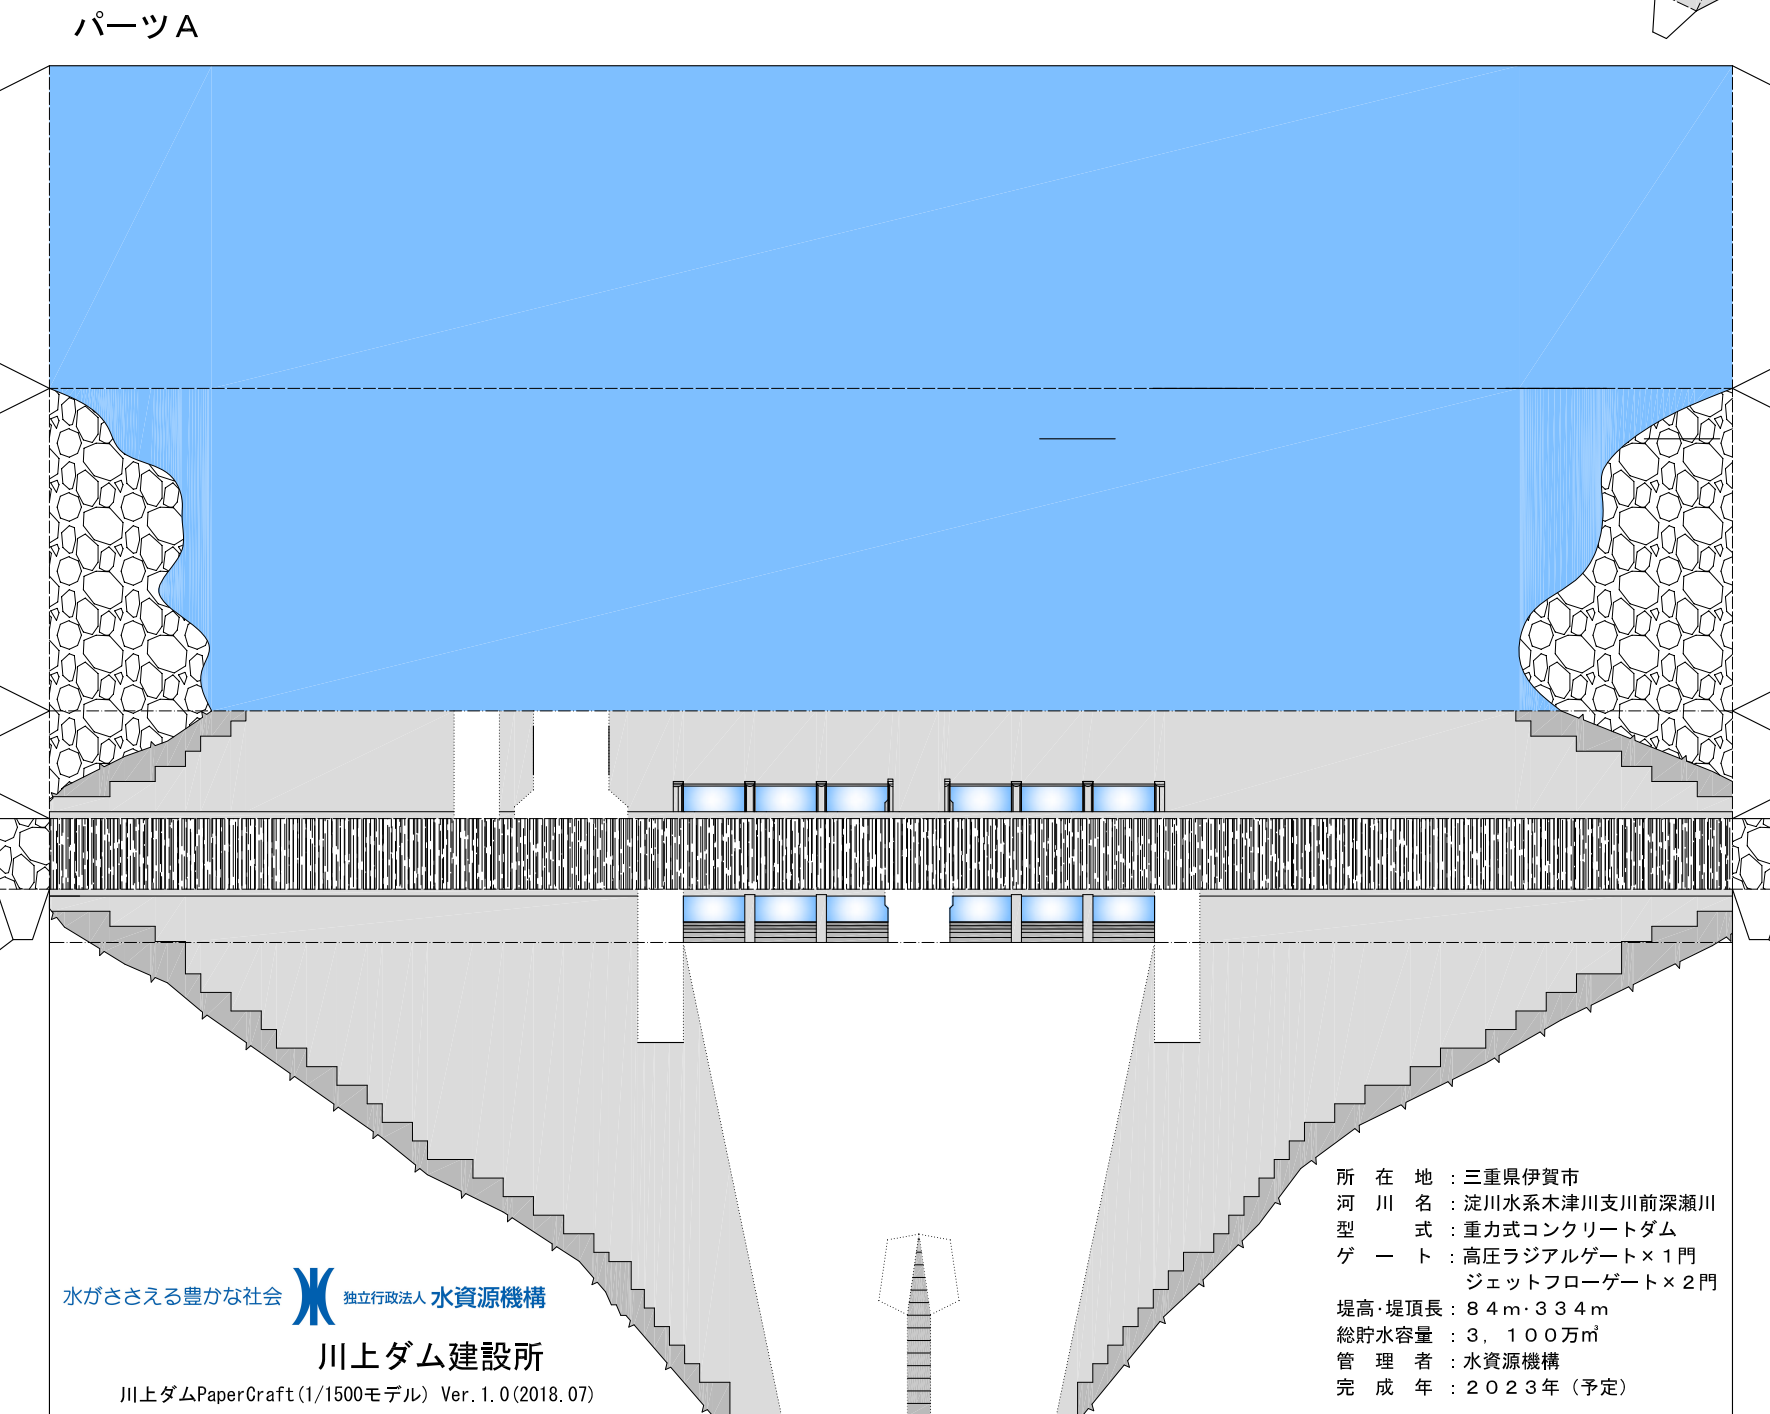 パーツA
所在地：三重県伊賀市
河川名：淀川水系木津川支川前深瀬川
型式：重力式コンクリートダム
ゲート：高圧ラジアルゲート×１門
ジェットフローゲート×２門
堤高･堤頂長：８４ｍ･３３４ｍ
総貯水容量：３，１００万㎥
管理者：水資源機構
完成年：２０２３年（予定）
水がささえる豊かな社会 独立行政法人 水資源機構
川上ダム建設所
川上ダムPaperCraft(1/1500モデル) Ver.1.0(2018.07)